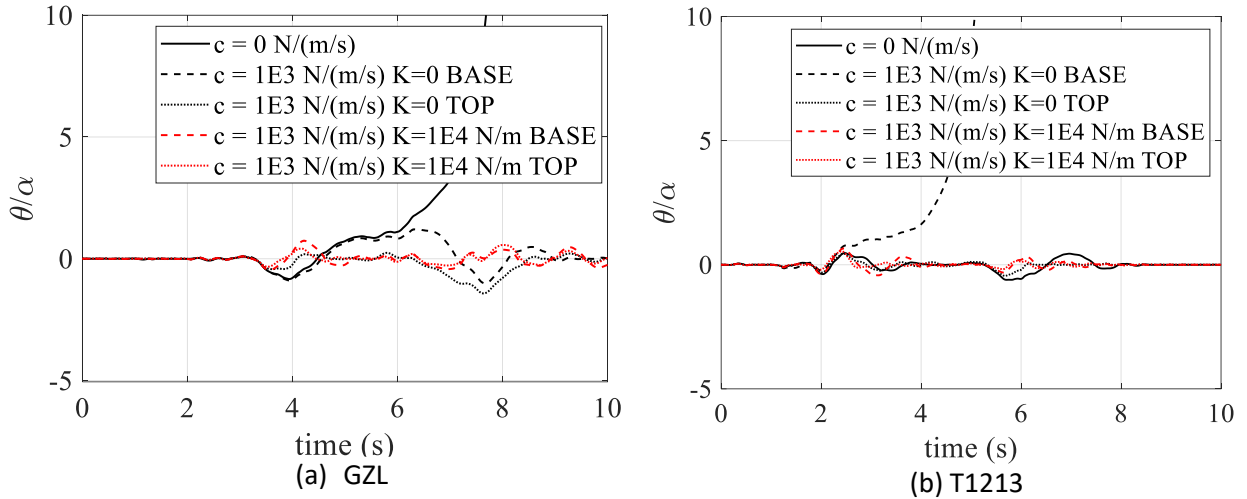 10
5
0
-5
θ/α
c = 0 N/(m/s)
c = 1E3 N/(m/s) K=0 BASE
c = 1E3 N/(m/s) K=0 TOP
c = 1E3 N/(m/s) K=1E4 N/m BASE
c = 1E3 N/(m/s) K=1E4 N/m TOP
0 2 4 6 8 10
time (s)
(a) GZL
10
5
0
-5
θ/α
c = 0 N/(m/s)
c = 1E3 N/(m/s) K=0 BASE
c = 1E3 N/(m/s) K=0 TOP
c = 1E3 N/(m/s) K=1E4 N/m BASE
c = 1E3 N/(m/s) K=1E4 N/m TOP
0 2 4 6 8 10
time (s)
(b) T1213